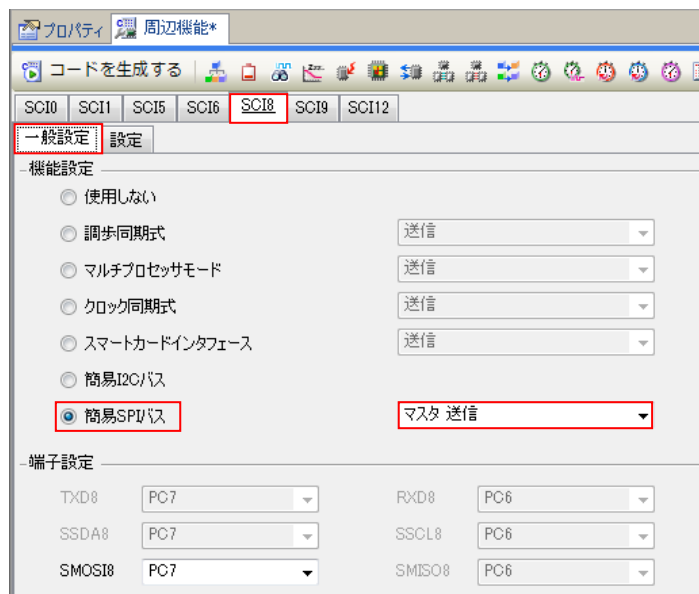 プロパティ 周辺機能*
コードを生成する
SCI0 SCI1 SCI5 SCI6 SCI8 SCI9 SCI12
一般設定 設定
機能設定
使用しない
調歩同期式 送信
マルチプロセッサモード 送信
クロック同期式 送信
スマートカードインタフェース 送信
簡易I2Cバス
簡易SPIバス マスタ 送信
端子設定
TXD8 PC7 RXD8 PC6
SSDA8 PC7 SSCL8 PC6
SMOSI8 PC7 SMISO8 PC6